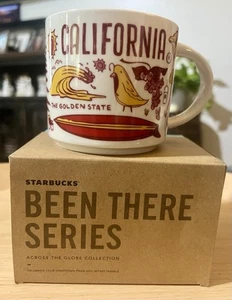 CALIFORNIA
THE GOLDEN STATE
STARBUCKS®
BEEN THERE
SERIES
ACROSS THE GLOBE COLLECTION